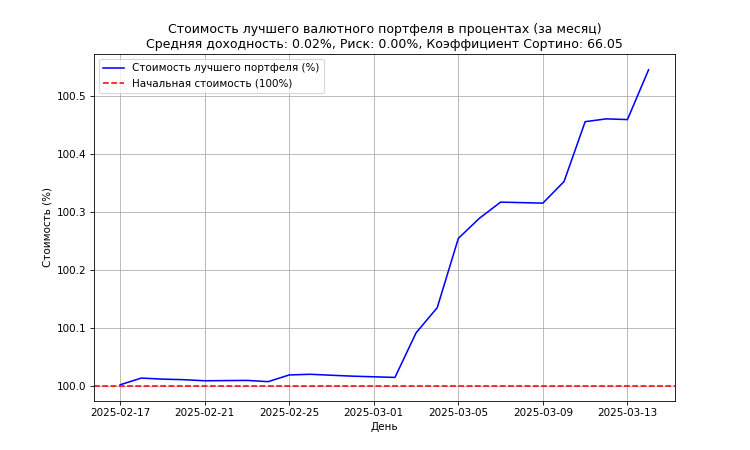 Стоимость лучшего валютного портфеля в процентах (за месяц)
Средняя доходность: 0.02%, Риск: 0.00%, Коэффициент Сортино: 66.05
Стоимость лучшего портфеля (%)
Начальная стоимость (100%)
Стоимость (%)
100.5
100.4
100.3
100.2
100.1
100.0
2025-02-17
2025-02-21
2025-02-25
2025-03-01
2025-03-05
2025-03-09
2025-03-13
День